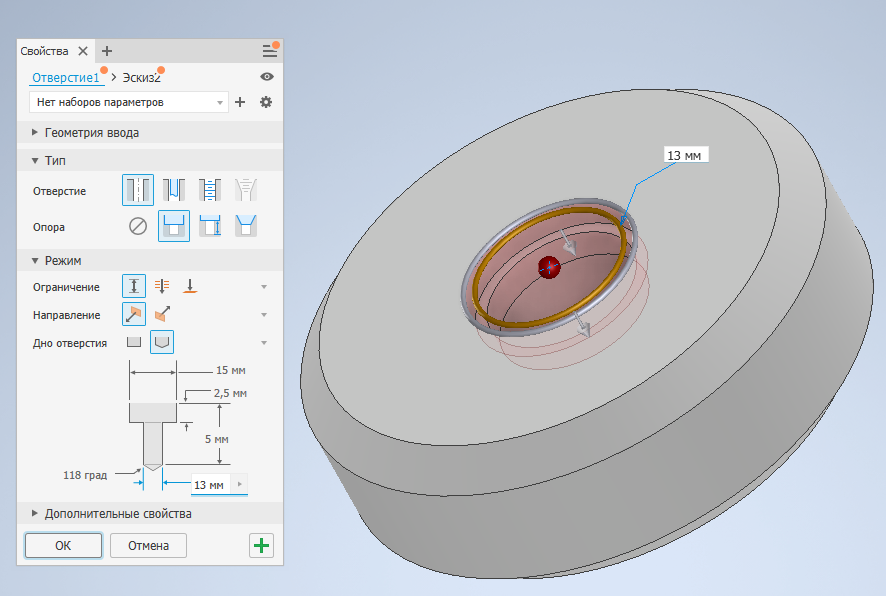 Свойства
Отверстие1 > Эскиз2
Нет наборов параметров
Геометрия ввода
Тип
Отверстие
Опора
Режим
Ограничение
Направление
Дно отверстия
15 мм
2,5 мм
5 мм
118 град
13 мм
Дополнительные свойства
ОК
Отмена
13 мм